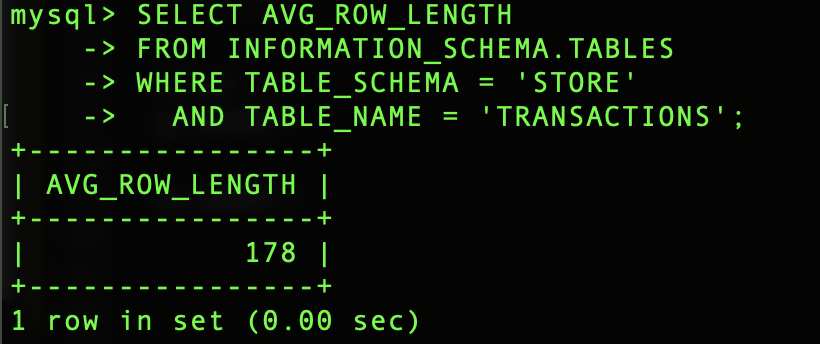 mysql> SELECT AVG_ROW_LENGTH
    -> FROM INFORMATION_SCHEMA.TABLES
    -> WHERE TABLE_SCHEMA = 'STORE'
[    ->   AND TABLE_NAME = 'TRANSACTIONS';
+----------------+
| AVG_ROW_LENGTH |
+----------------+
|            178 |
+----------------+
1 row in set (0.00 sec)